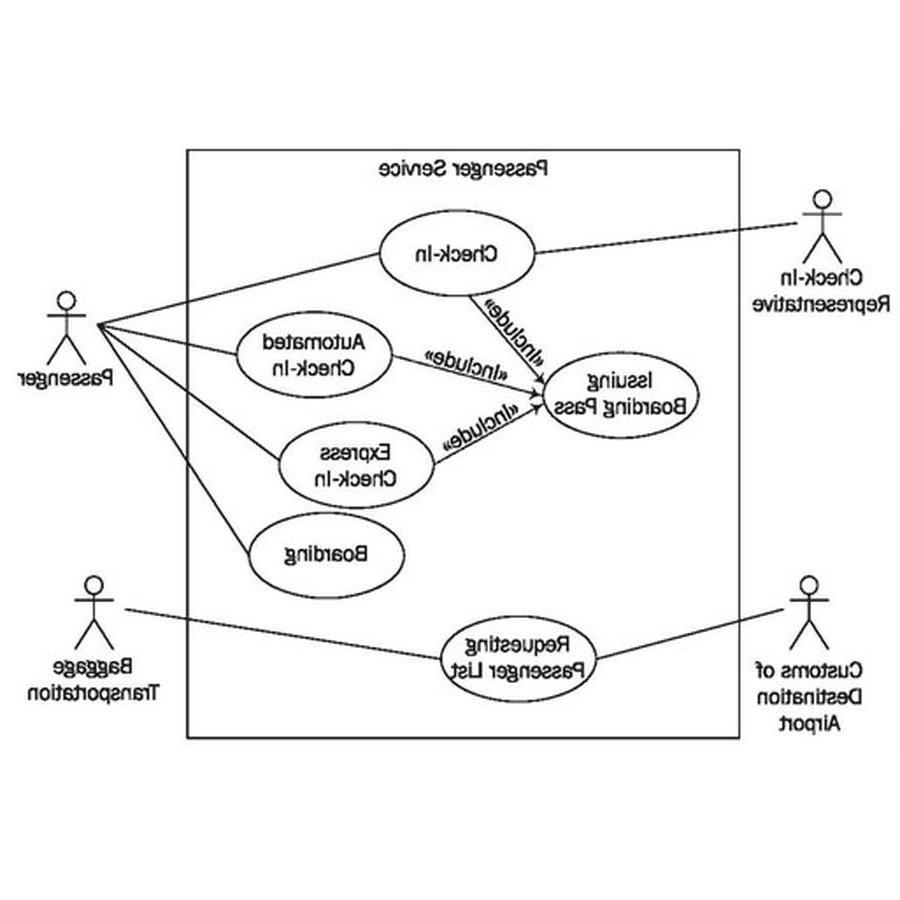 Passenger Service
Check-In
Check-In
Representative
«Include»
Automated
Check-In
«Include»
Issuing
Boarding Pass
Passenger
«Include»
Express
Check-In
Boarding
Baggage
Transportation
Requesting
Passenger List
Customs of
Destination
Airport